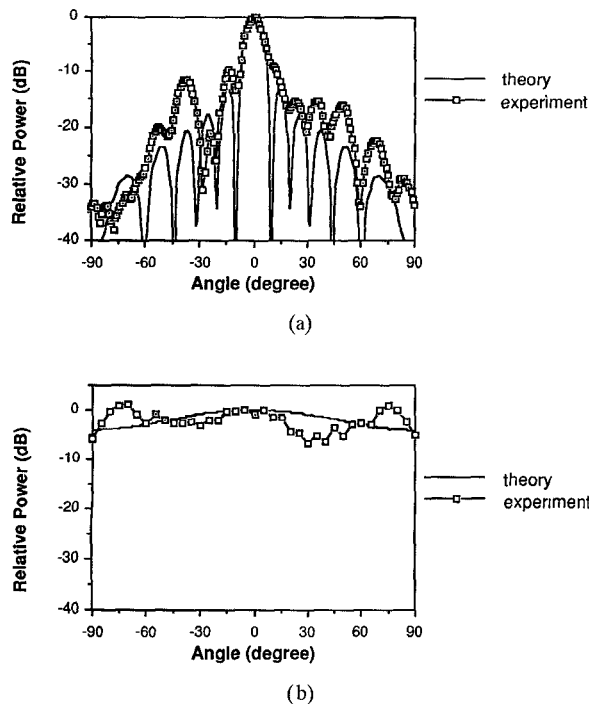 0
-10
-20
-30
-40
Relative Power (dB)
-90 -60 -30 0 30 60 90
Angle (degree)
theory
experiment
(a)
0
-10
-20
-30
-40
Relative Power (dB)
-90 -60 -30 0 30 60 90
Angle (degree)
theory
experiment
(b)